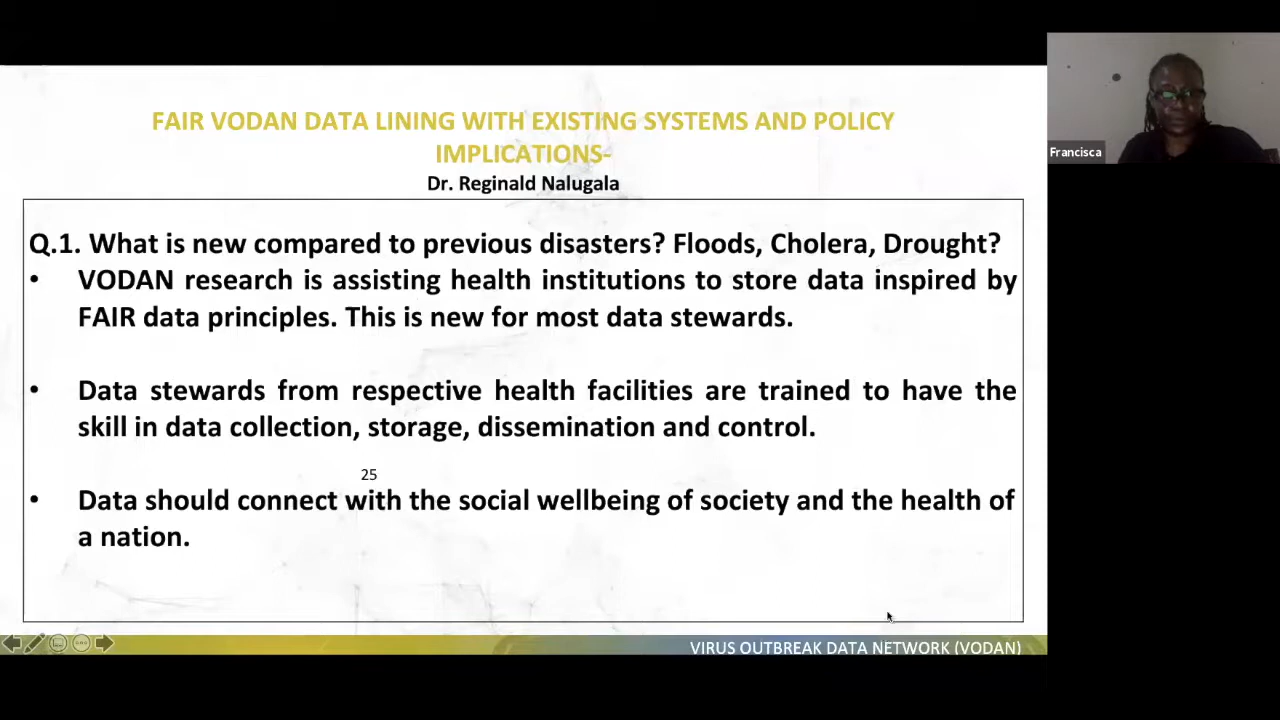 FAIR VODAN DATA LINING WITH EXISTING SYSTEMS AND POLICY
IMPLICATIONS-
Dr. Reginald Nalugala
Q.1. What is new compared to previous disasters? Floods, Cholera, Drought?
• VODAN research is assisting health institutions to store data inspired by
FAIR data principles. This is new for most data stewards.
• Data stewards from respective health facilities are trained to have the
skill in data collection, storage, dissemination and control.
25
• Data should connect with the social wellbeing of society and the health of
a nation.
VIRUS OUTBREAK DATA NETWORK (VODAN)
Francisca